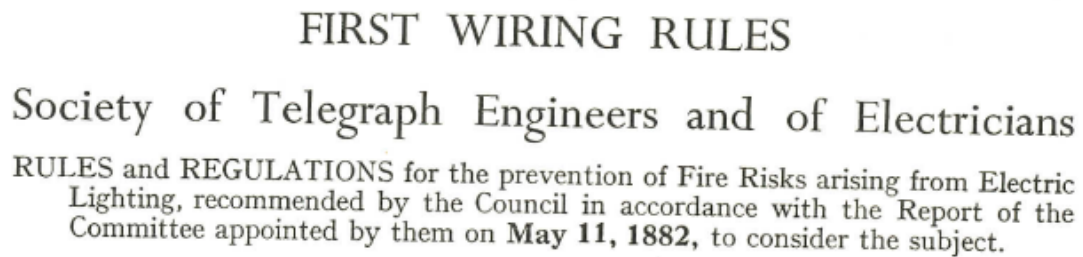 FIRST WIRING RULES
Society of Telegraph Engineers and of Electricians
RULES and REGULATIONS for the prevention of Fire Risks arising from Electric
Lighting, recommended by the Council in accordance with the Report of the
Committee appointed by them on May 11, 1882, to consider the subject.